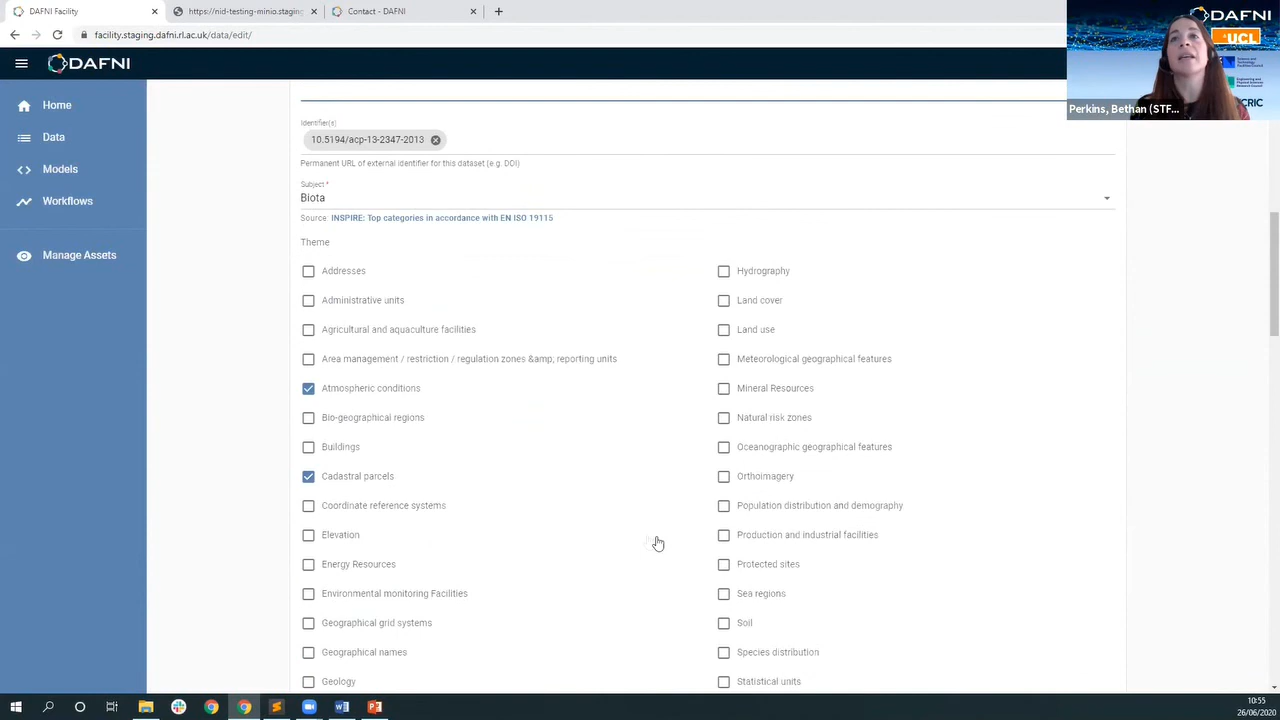 DAFNI Facility
https://nid-testing-minio.staging
Contact - DAFNI
facility.staging.dafni.rl.ac.uk/data/edit/
DAFNI
DAFNI
UCL
CRIC
Perkins, Bethan (STF...
Home
Data
Models
Workflows
Manage Assets
Identifier(s)
10.5194/acp-13-2347-2013
Permanent URL of external identifier for this dataset (e.g. DOI)
Subject *
Biota
Source: INSPIRE: Top categories in accordance with EN ISO 19115
Theme
Addresses
Administrative units
Agricultural and aquaculture facilities
Area management / restriction / regulation zones &amp; reporting units
Atmospheric conditions
Bio-geographical regions
Buildings
Cadastral parcels
Coordinate reference systems
Elevation
Energy Resources
Environmental monitoring Facilities
Geographical grid systems
Geographical names
Geology
Hydrography
Land cover
Land use
Meteorological geographical features
Mineral Resources
Natural risk zones
Oceanographic geographical features
Orthoimagery
Population distribution and demography
Production and industrial facilities
Protected sites
Sea regions
Soil
Species distribution
Statistical units
10:55
26/06/2020